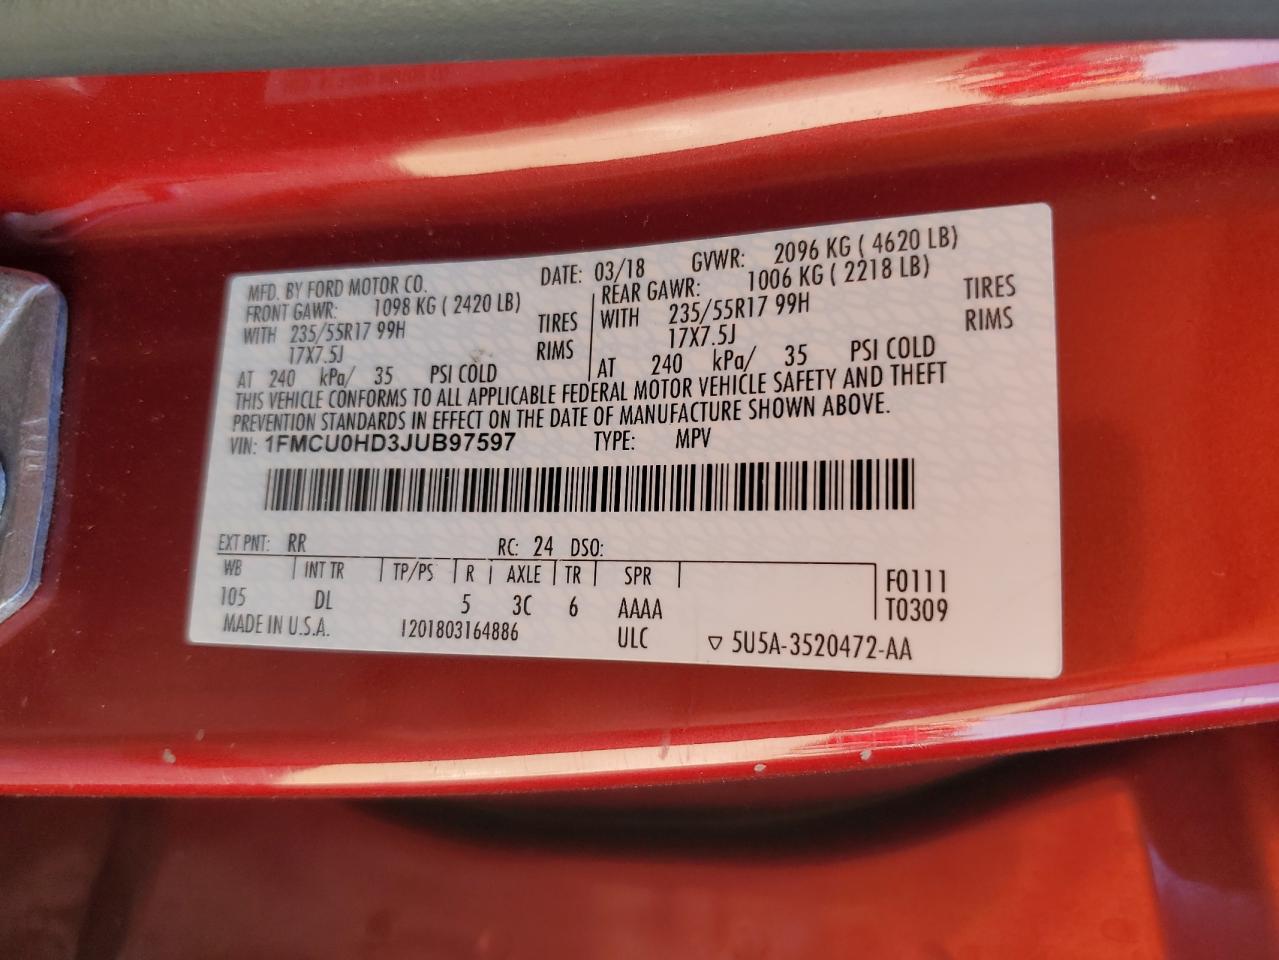 MFD. BY FORD MOTOR CO. DATE: 03/18 GVWR: 2096 KG ( 4620 LB)
FRONT GAWR: 1098 KG ( 2420 LB) REAR GAWR: 1006 KG ( 2218 LB)
WITH 235/55R17 99H TIRES WITH 235/55R17 99H TIRES
17X7.5J RIMS 17X7.5J RIMS
AT 240 kPa/ 35 PSI COLD AT 240 kPa/ 35 PSI COLD
THIS VEHICLE CONFORMS TO ALL APPLICABLE FEDERAL MOTOR VEHICLE SAFETY AND THEFT
PREVENTION STANDARDS IN EFFECT ON THE DATE OF MANUFACTURE SHOWN ABOVE.
VIN: 1FMCU0HD3JUB97597 TYPE: MPV
EXT PNT: RR RC: 24 DSO:
WB INT TR TP/PS R AXLE TR SPR F0111
105 DL 5 3C 6 AAAA T0309
MADE IN U.S.A. 1201803164886 ULC ▽ 5U5A-3520472-AA